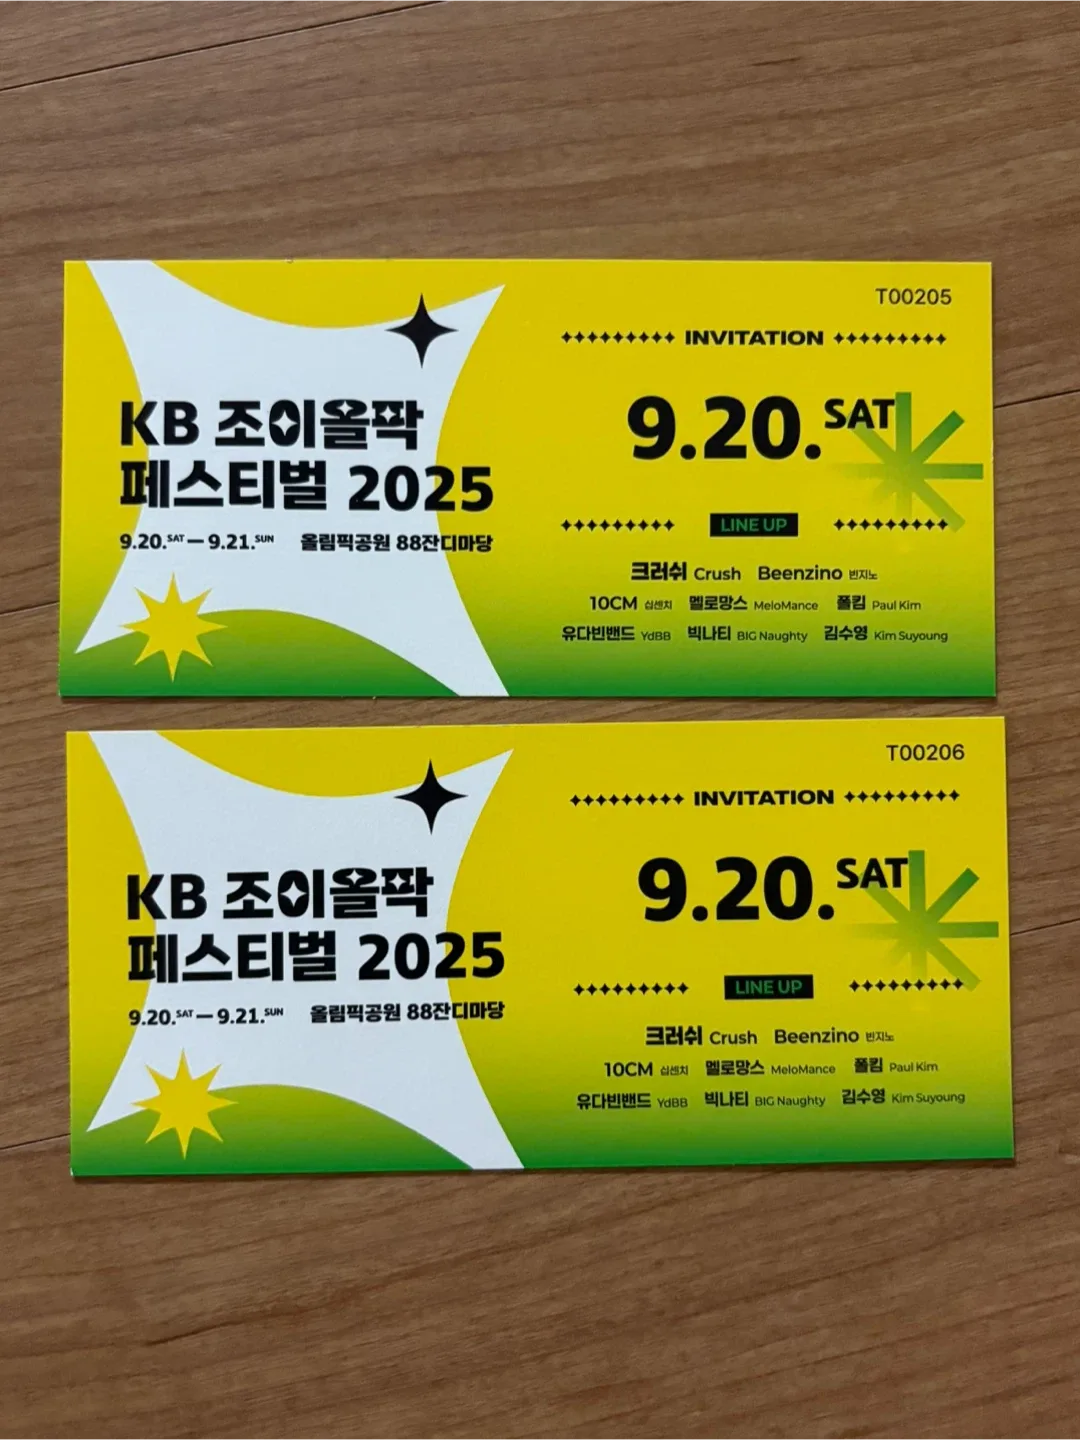 KB 조이올팍
페스티벌 2025
9.20.SAT — 9.21.SUN 올림픽공원 88잔디마당
T00205
INVITATION
9.20.SAT
LINE UP
크러쉬 Crush Beenzino 빈지노
10CM 십센치 멜로망스 MeloMance 폴킴 Paul Kim
유다빈밴드 YdBB 빅나티 BIG Naughty 김수영 Kim Suyoung
KB 조이올팍
페스티벌 2025
9.20.SAT — 9.21.SUN 올림픽공원 88잔디마당
T00206
INVITATION
9.20.SAT
LINE UP
크러쉬 Crush Beenzino 빈지노
10CM 십센치 멜로망스 MeloMance 폴킴 Paul Kim
유다빈밴드 YdBB 빅나티 BIG Naughty 김수영 Kim Suyoung